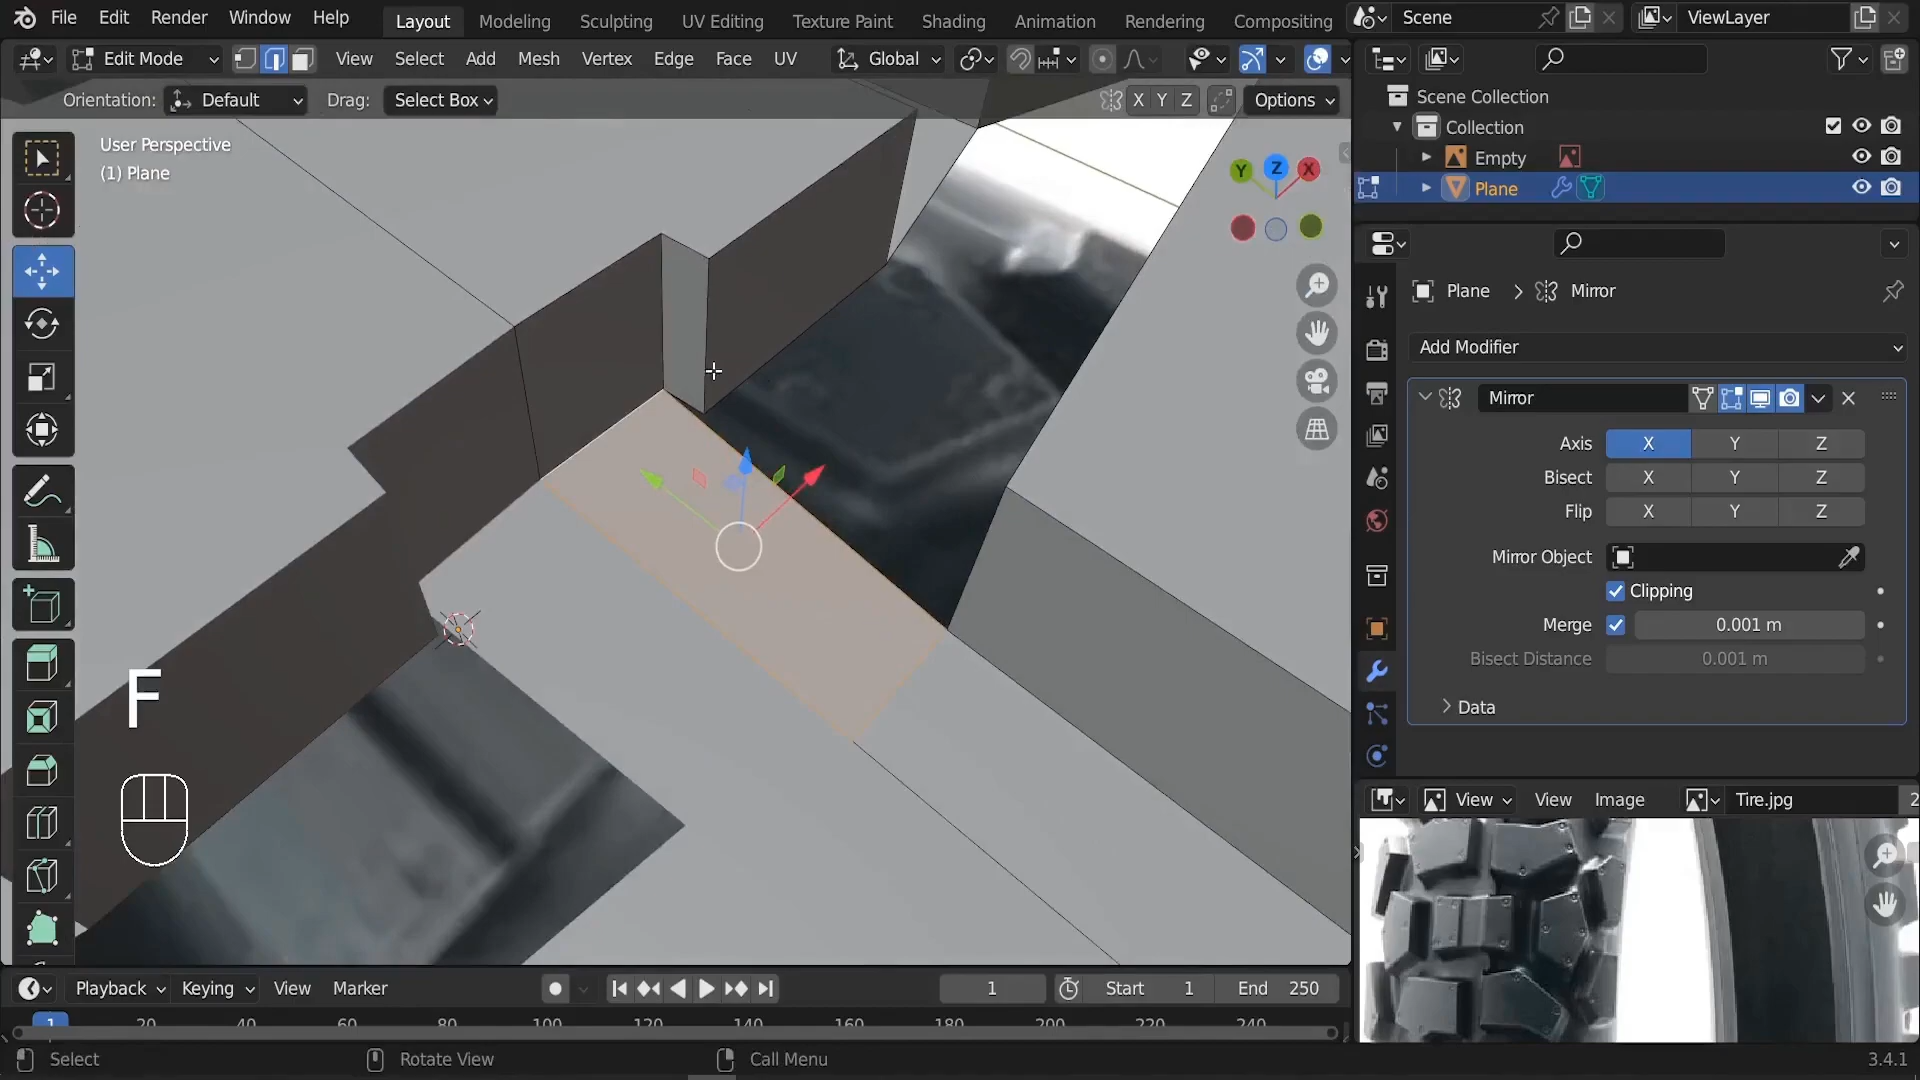 File Edit Render Window Help Layout Modeling Sculpting UV Editing Texture Paint Shading Animation Rendering Compositing Scene ViewLayer
Edit Mode View Select Add Mesh Vertex Edge Face UV Global
Orientation: Default Drag: Select Box X Y Z Options
User Perspective
(1) Plane
Y Z X
F
Scene Collection
Collection
Empty
Plane
Plane Mirror
Add Modifier
Mirror
Axis X Y Z
Bisect X Y Z
Flip X Y Z
Mirror Object
Clipping
Merge 0.001 m
Bisect Distance 0.001 m
Data
View View Image Tire.jpg 2
Playback Keying View Marker 1 Start 1 End 250
1 20 40 60 80 100 120 140 160 180 200 220 240
Select Rotate View Call Menu 3.4.1